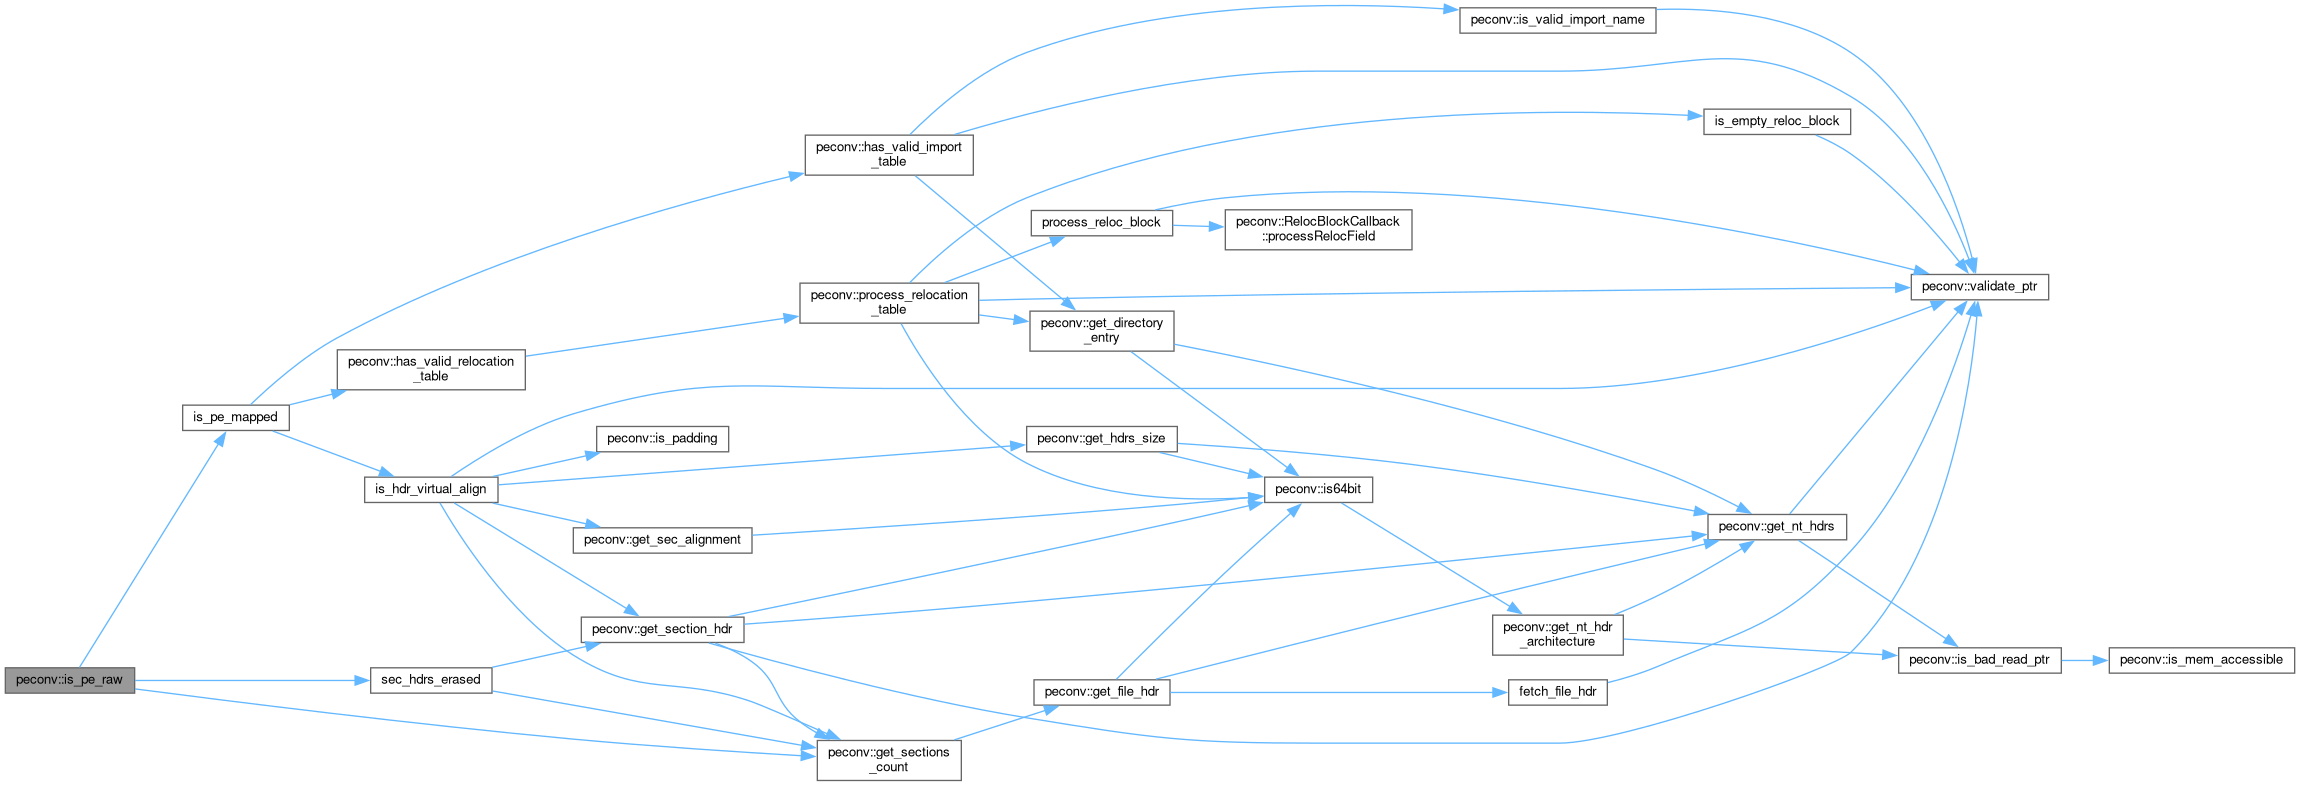 peconv::is_valid_import_name
is_empty_reloc_block
peconv::has_valid_import
_table
process_reloc_block
peconv::RelocBlockCallback
::processRelocField
peconv::validate_ptr
peconv::process_relocation
_table
peconv::get_directory
_entry
peconv::has_valid_relocation
_table
is_pe_mapped
peconv::is_padding
peconv::get_hdrs_size
is_hdr_virtual_align
peconv::is64bit
peconv::get_sec_alignment
peconv::get_nt_hdrs
peconv::get_section_hdr
peconv::get_nt_hdr
_architecture
peconv::is_bad_read_ptr
peconv::is_mem_accessible
peconv::is_pe_raw
sec_hdrs_erased
peconv::get_file_hdr
fetch_file_hdr
peconv::get_sections
_count